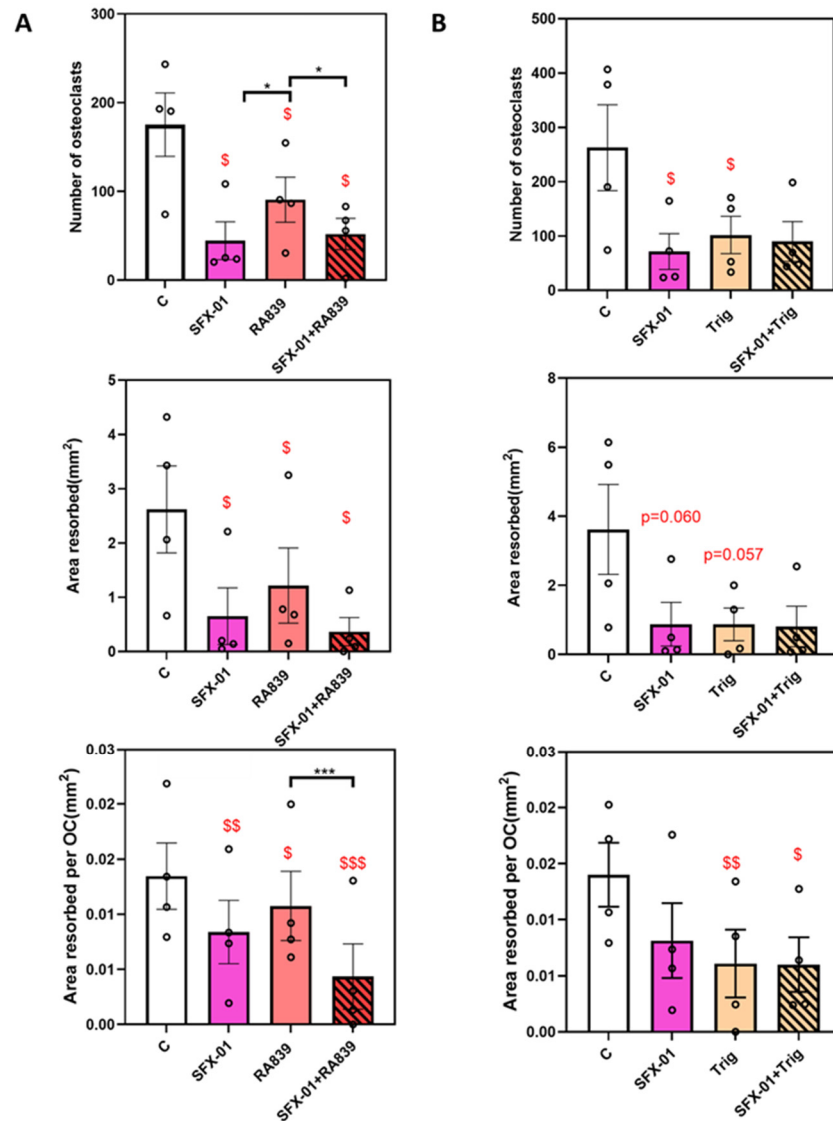 A
B
Number of osteoclasts
300
200
100
0
*
*
$
$
$
C
SFX-01
RA839
SFX-01+RA839
Number of osteoclasts
500
400
300
200
100
0
$
$
C
SFX-01
Trig
SFX-01+Trig
Area resorbed(mm²)
5
4
3
2
1
0
$
$
$
C
SFX-01
RA839
SFX-01+RA839
Area resorbed(mm²)
8
6
4
2
0
p=0.060
p=0.057
C
SFX-01
Trig
SFX-01+Trig
Area resorbed per OC(mm²)
0.03
0.02
0.02
0.01
0.01
0.00
***
$$
$
$$$
C
SFX-01
RA839
SFX-01+RA839
Area resorbed per OC(mm²)
0.03
0.02
0.02
0.01
0.01
0.00
$$
$
C
SFX-01
Trig
SFX-01+Trig